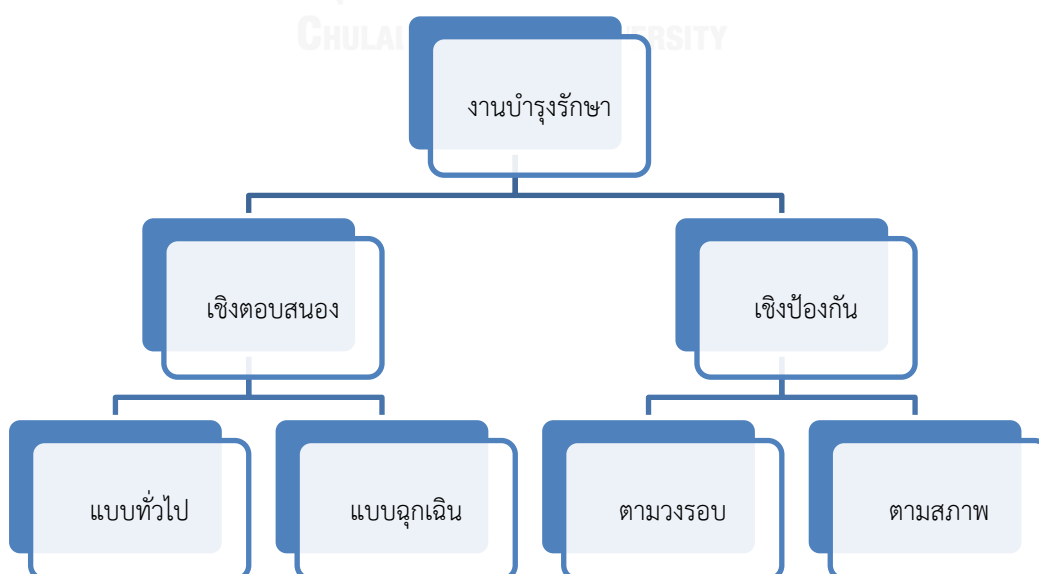 งานบำรุงรักษา
เชิงตอบสนอง
เชิงป้องกัน
แบบทั่วไป
แบบฉุกเฉิน
ตามวงรอบ
ตามสภาพ